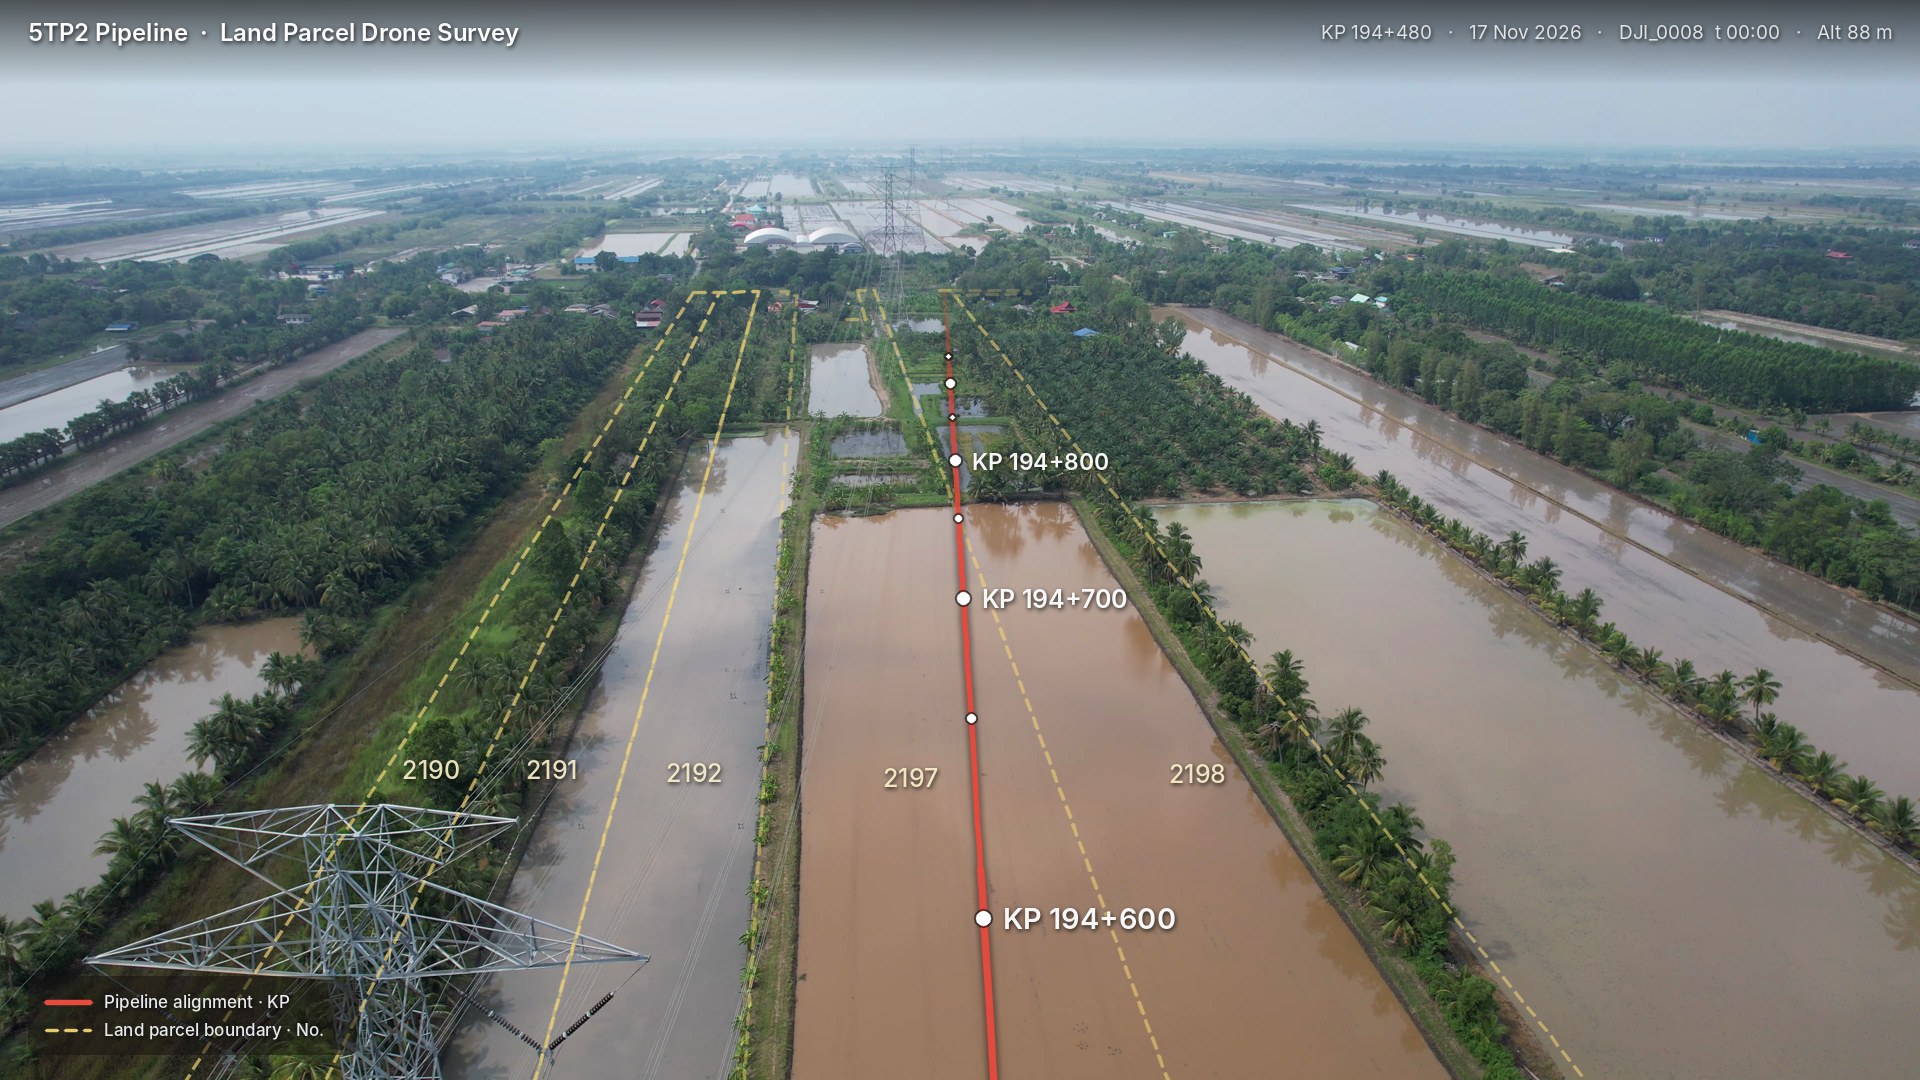 5TP2 Pipeline · Land Parcel Drone Survey
KP 194+480 · 17 Nov 2026 · DJI_0008 t 00:00 · Alt 88 m
KP 194+800
KP 194+700
2190
2191
2192
2197
2198
KP 194+600
Pipeline alignment · KP
Land parcel boundary · No.